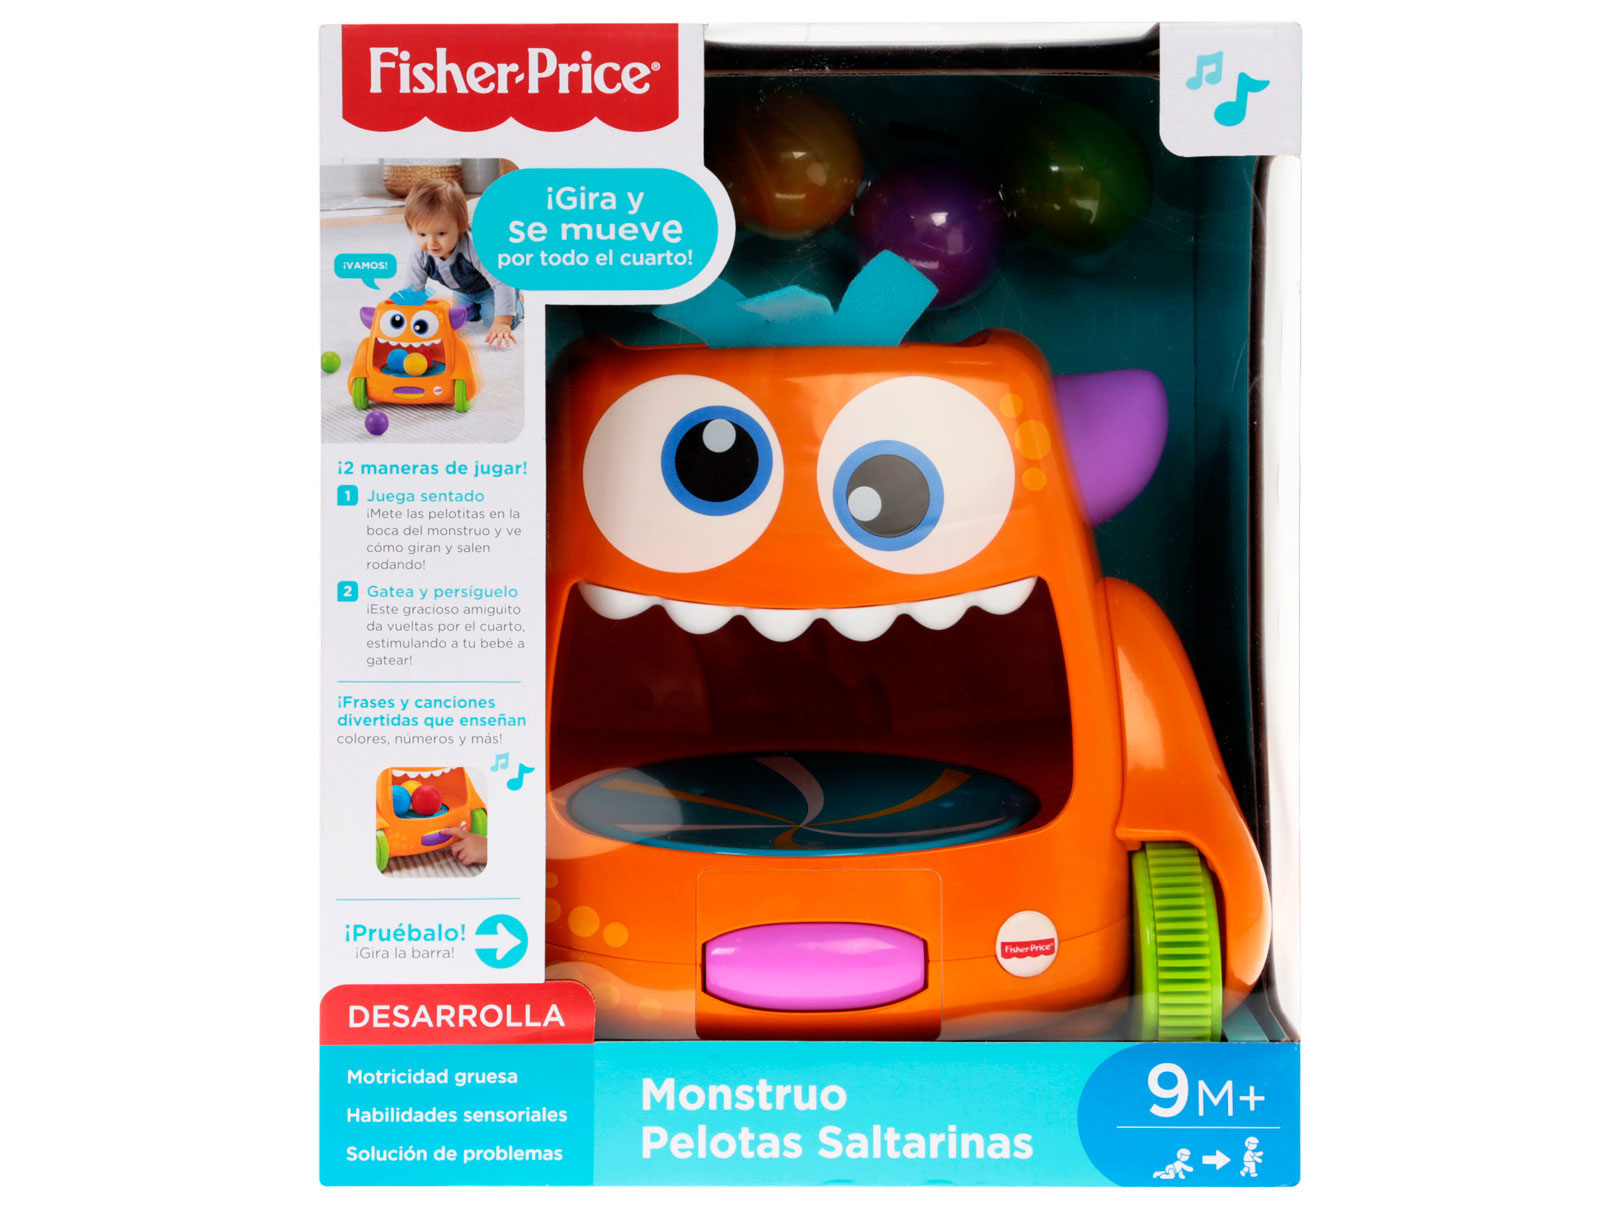 Fisher-Price®
¡Gira y
se mueve
por todo el cuarto!
¡VAMOS!
¡2 maneras de jugar!
1 Juega sentado
¡Mete las pelotitas en la
boca del monstruo y ve
cómo giran y salen
rodando!
2 Gatea y persíguelo
¡Este gracioso amiguito
da vueltas por el cuarto,
estimulando a tu bebé a
gatear!
¡Frases y canciones
divertidas que enseñan
colores, números y más!
¡Pruébalo!
¡Gira la barra!
Fisher-Price
DESARROLLA
Motricidad gruesa
Habilidades sensoriales
Solución de problemas
Monstruo
Pelotas Saltarinas
9M+